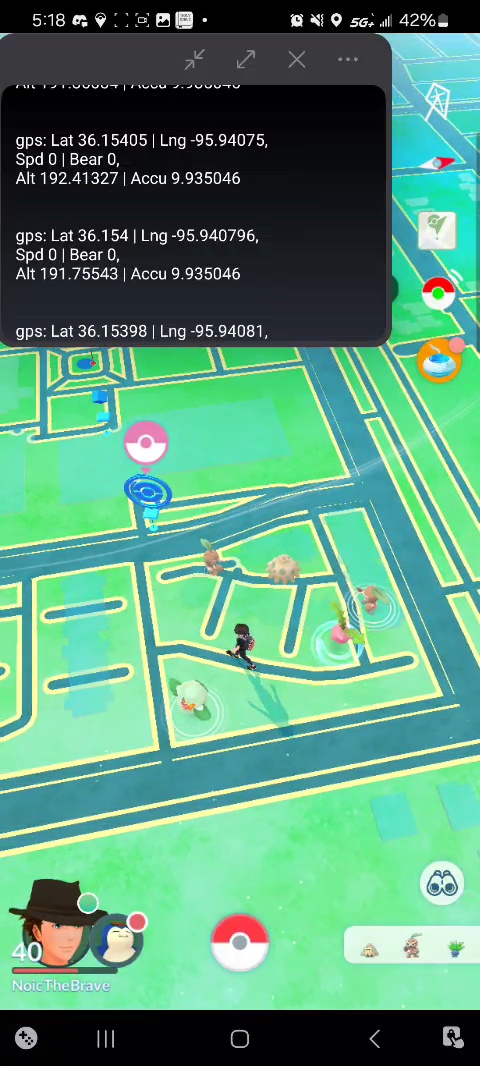 5:18
5G+
42%
gps: Lat 36.15405 | Lng -95.94075,
Spd 0 | Bear 0,
Alt 192.41327 | Accu 9.935046
gps: Lat 36.154 | Lng -95.940796,
Spd 0 | Bear 0,
Alt 191.75543 | Accu 9.935046
gps: Lat 36.15398 | Lng -95.94081,
40
NoicTheBrave